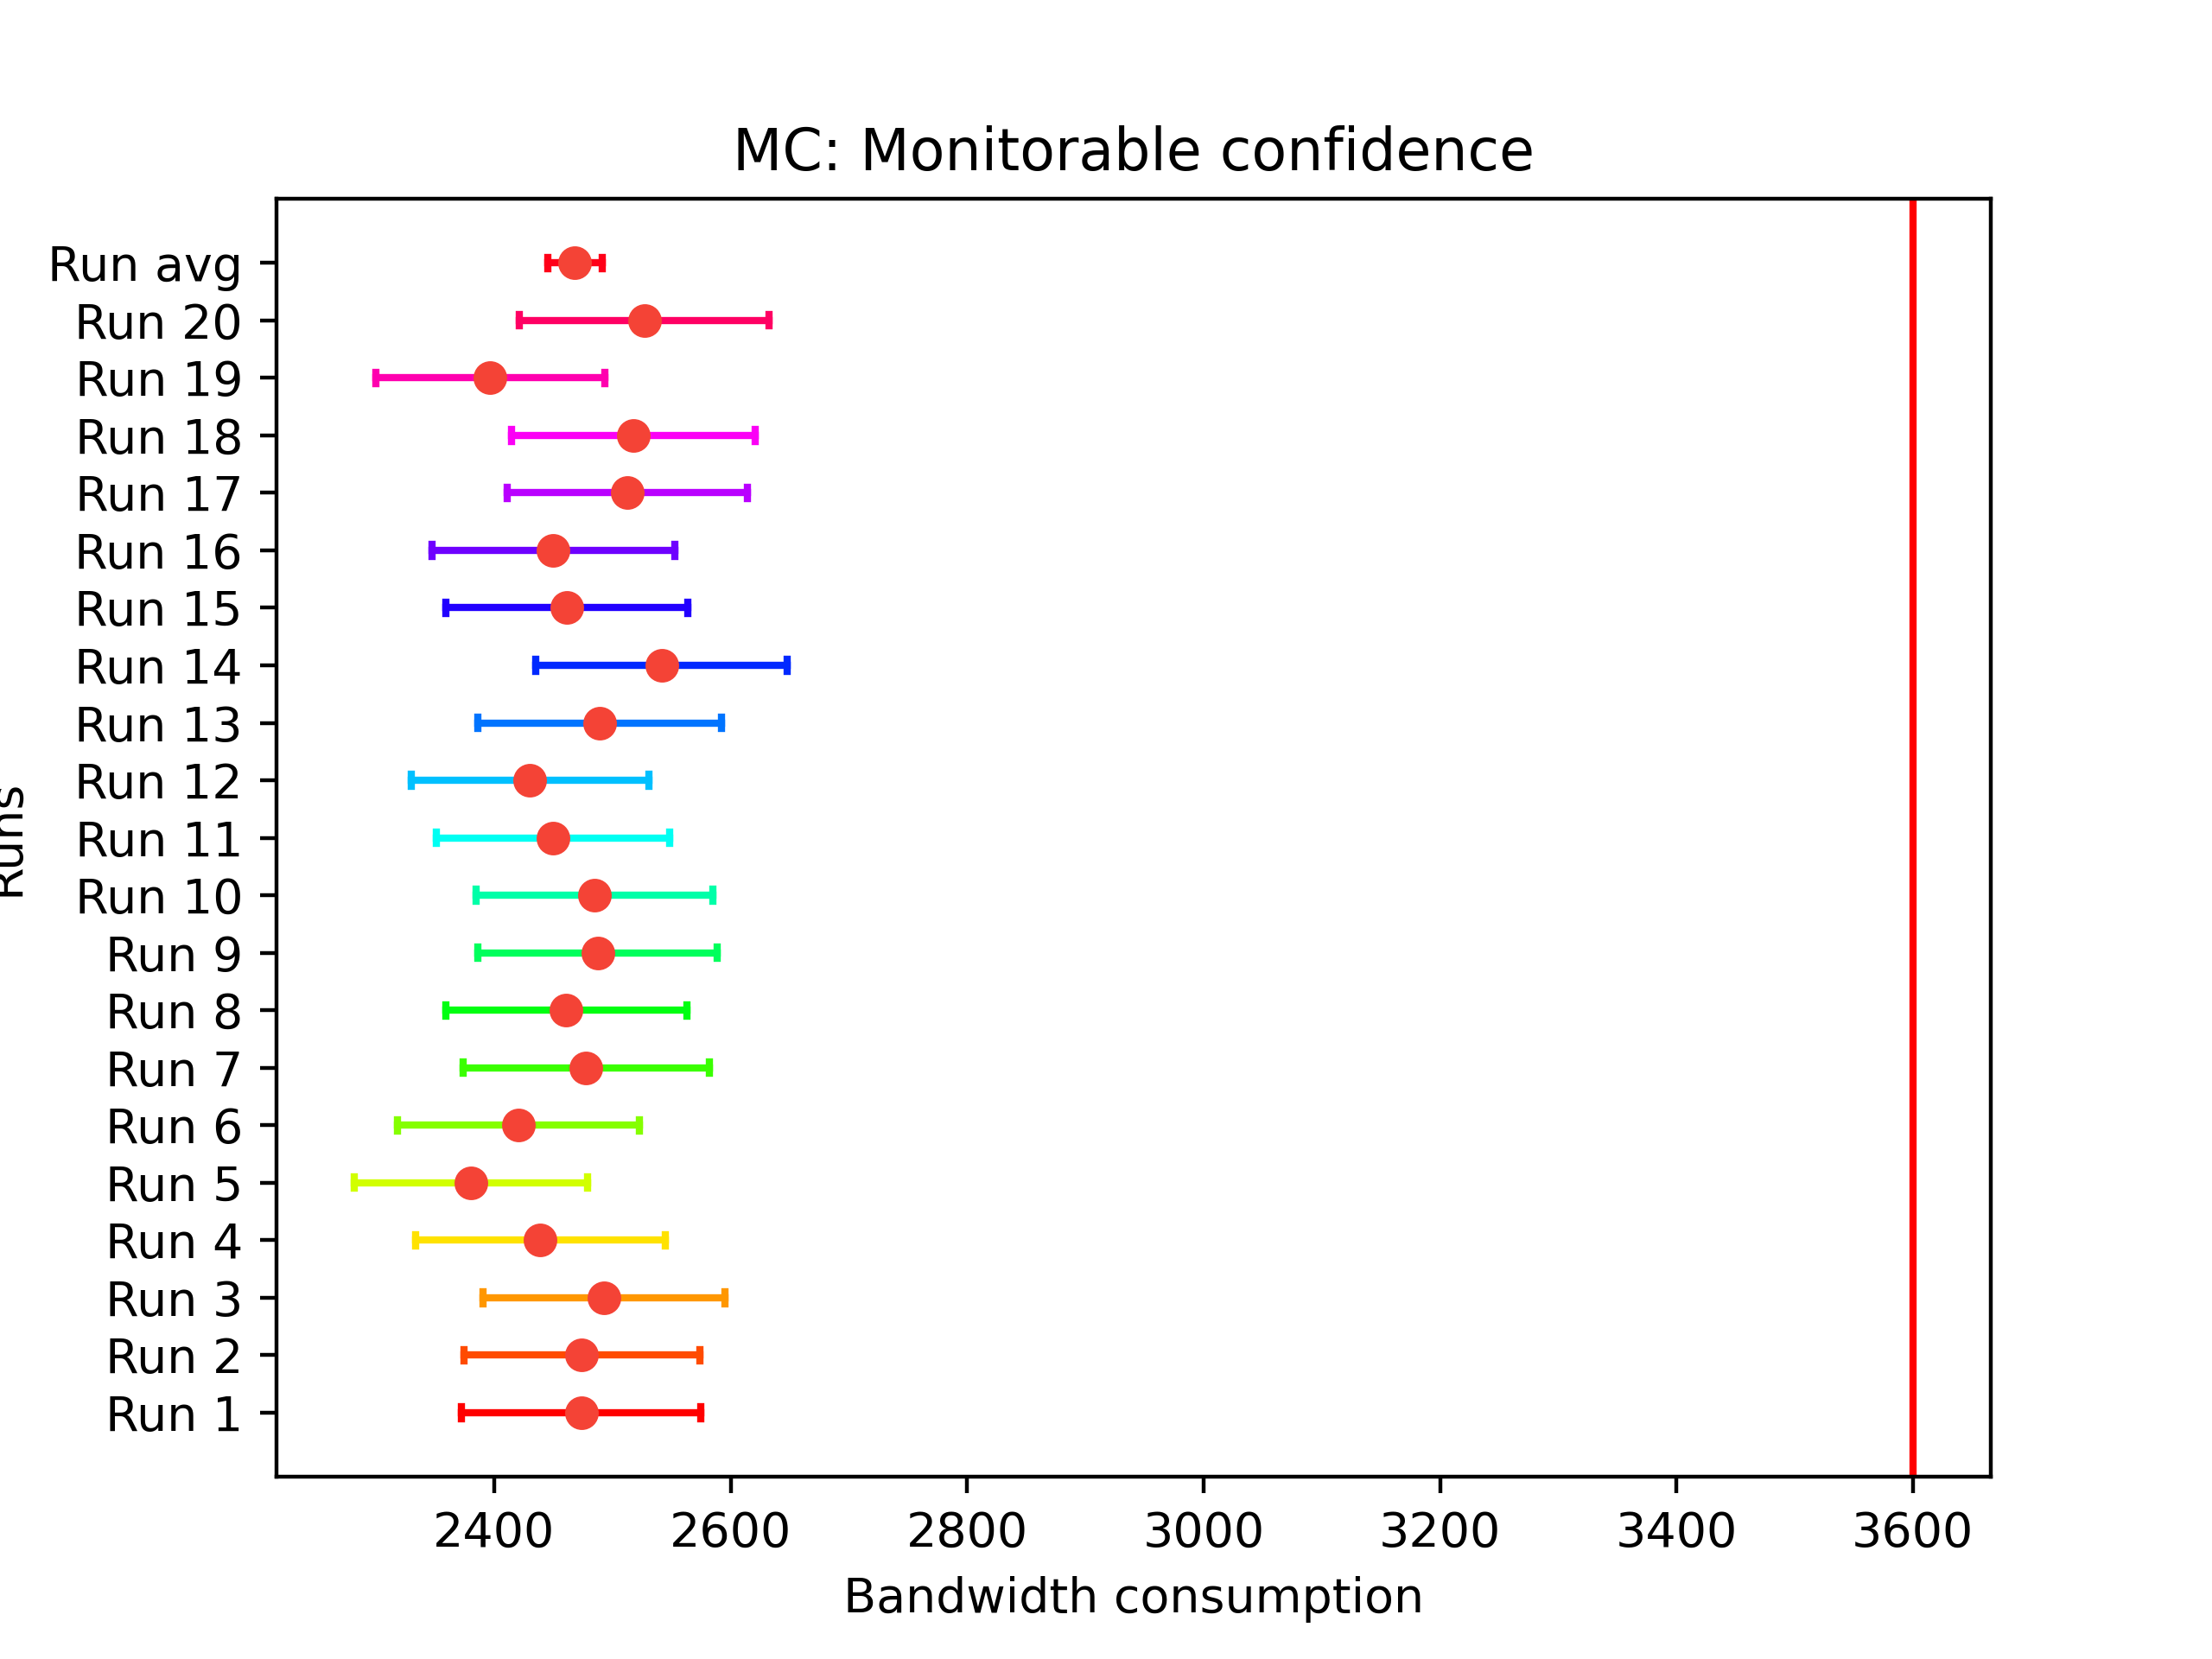 MC: Monitorable confidence
Run avg
Run 20
Run 19
Run 18
Run 17
Run 16
Run 15
Run 14
Run 13
Run 12
Run 11
Run 10
Run 9
Run 8
Run 7
Run 6
Run 5
Run 4
Run 3
Run 2
Run 1
Runs
2400 2600 2800 3000 3200 3400 3600
Bandwidth consumption